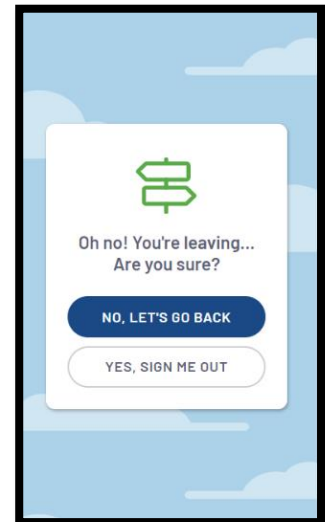 Oh no! You're leaving...
Are you sure?
NO, LET'S GO BACK
YES, SIGN ME OUT